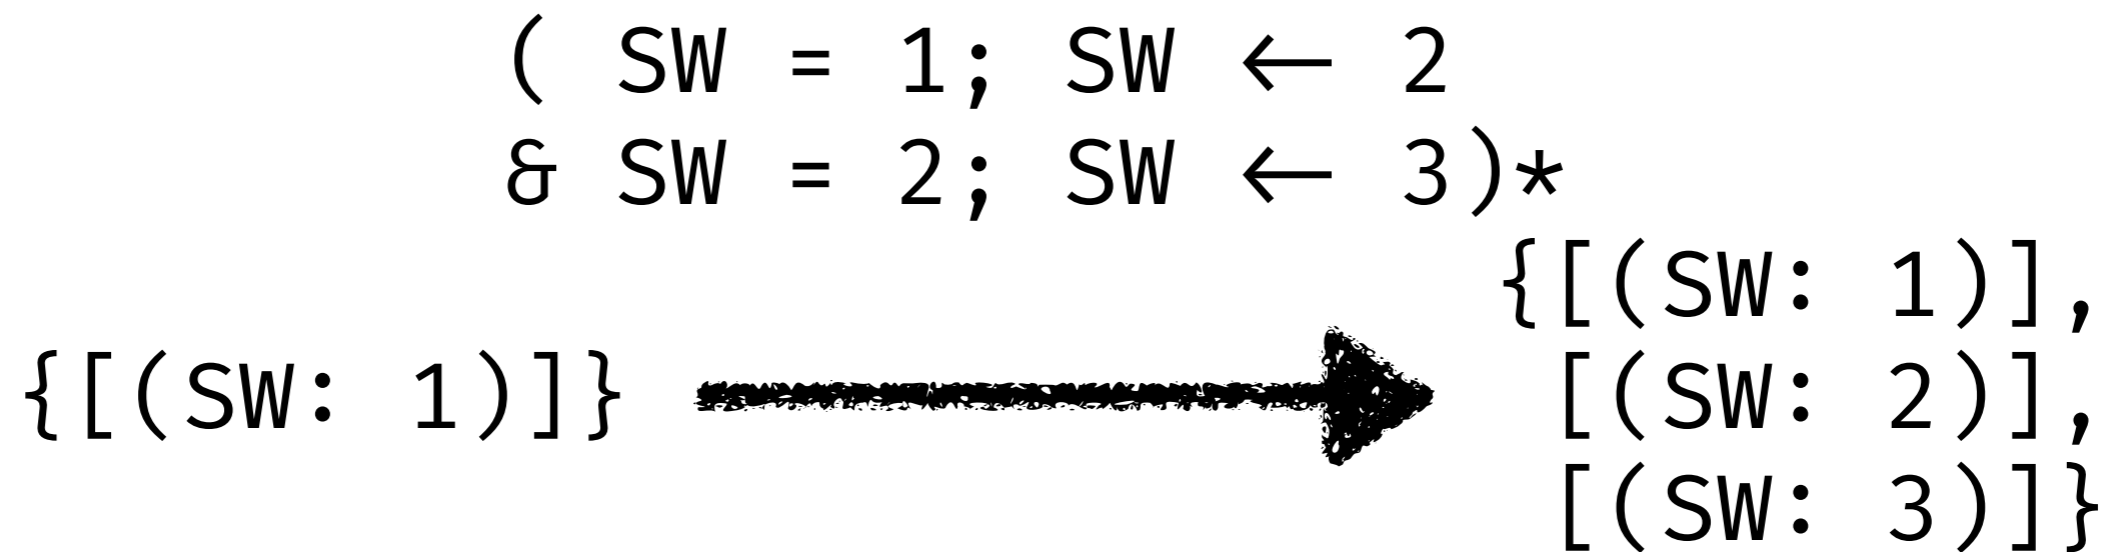 ( SW = 1; SW ← 2
& SW = 2; SW ← 3)*
{[(SW: 1)],
{[(SW: 1)]}
[(SW: 2)],
[(SW: 3)]}